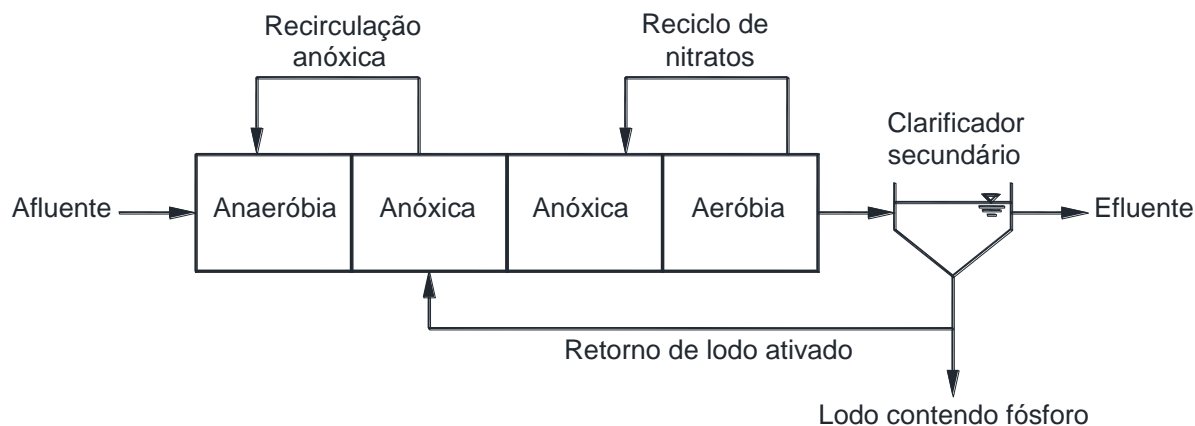 Recirculação
anóxica
Reciclo de
nitratos
Clarificador
secundário
Afluente
Anaeróbia
Anóxica
Anóxica
Aeróbia
Efluente
Retorno de lodo ativado
Lodo contendo fósforo